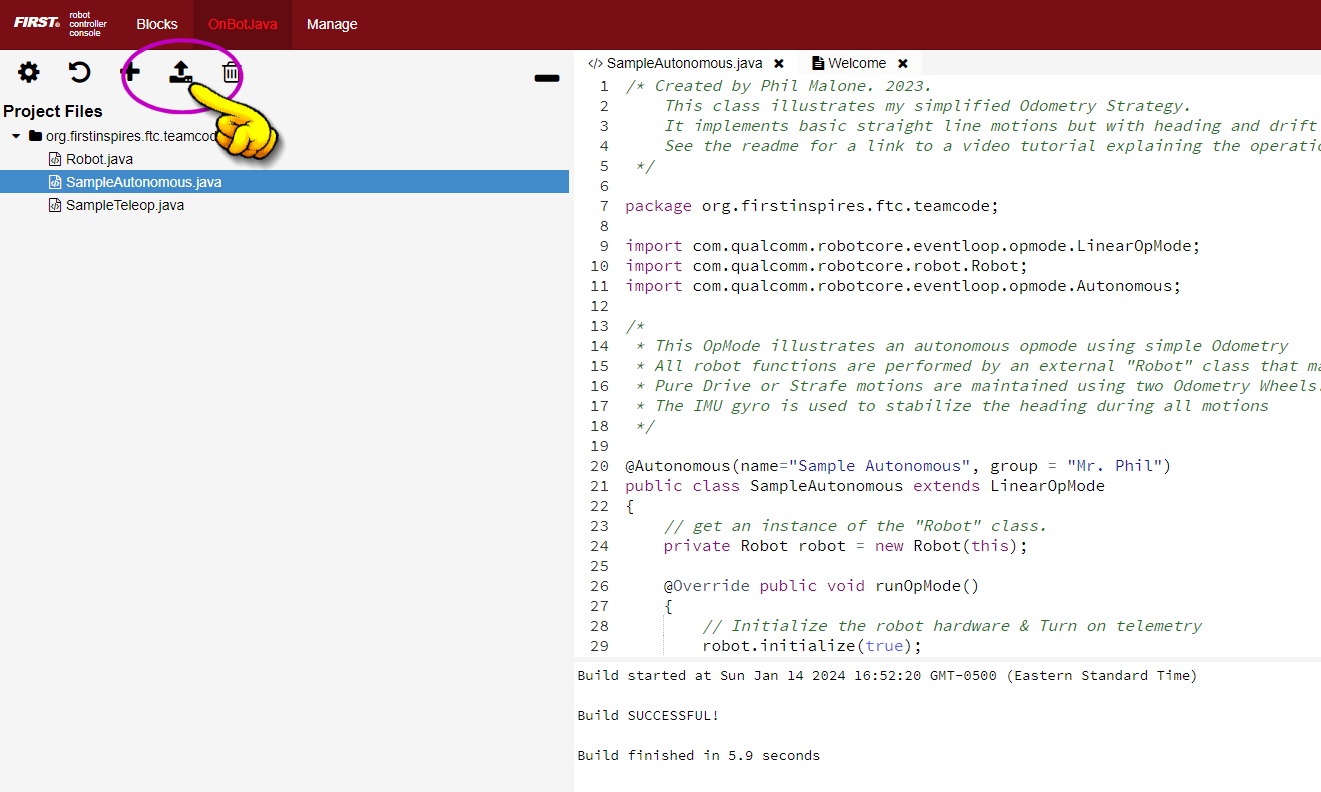 FIRST® robot controller console Blocks OnBotJava Manage
Project Files
org.firstinspires.ftc.teamcod
Robot.java
SampleAutonomous.java
SampleTeleop.java
</> SampleAutonomous.java ✖ Welcome ✖
1 /* Created by Phil Malone. 2023.
2 This class illustrates my simplified Odometry Strategy.
3 It implements basic straight line motions but with heading and drift
4 See the readme for a link to a video tutorial explaining the
5 */
6
7 package org.firstinspires.ftc.teamcode;
8
9 import com.qualcomm.robotcore.eventloop.opmode.LinearOpMode;
10 import com.qualcomm.robotcore.robot.Robot;
11 import com.qualcomm.robotcore.eventloop.opmode.Autonomous;
12
13 /*
14 * This OpMode illustrates an autonomous opmode using simple Odometry
15 * All robot functions are performed by an external "Robot" class that
16 * Pure Drive or Strafe motions are maintained using two Odometry Wheels.
17 * The IMU gyro is used to stabilize the heading during all motions
18 */
19
20 @Autonomous(name="Sample Autonomous", group = "Mr. Phil")
21 public class SampleAutonomous extends LinearOpMode
22 {
23 // get an instance of the "Robot" class.
24 private Robot robot = new Robot(this);
25
26 @Override public void runOpMode()
27 {
28 // Initialize the robot hardware & Turn on telemetry
29 robot.initialize(true);
Build started at Sun Jan 14 2024 16:52:20 GMT-0500 (Eastern Standard Time)
Build SUCCESSFUL!
Build finished in 5.9 seconds